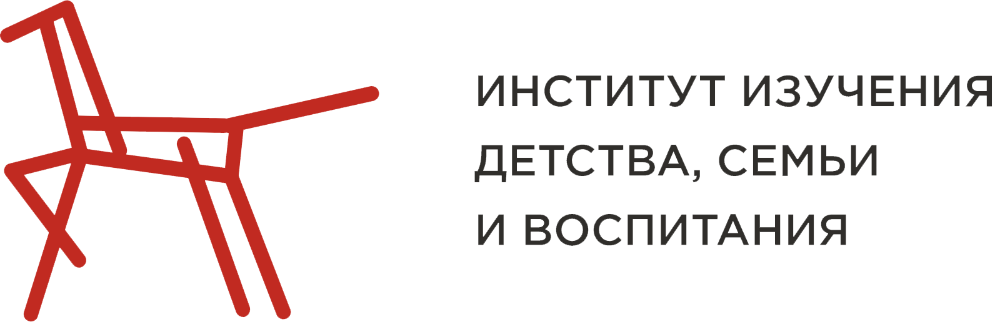 ИНСТИТУТ ИЗУЧЕНИЯ
ДЕТСТВА, СЕМЬИ
И ВОСПИТАНИЯ